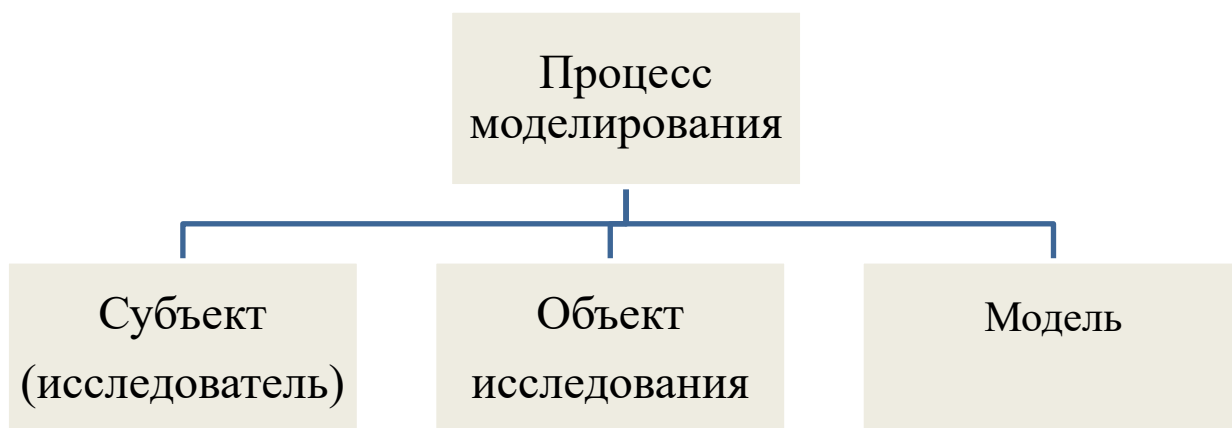 Процесс
моделирования
Субъект
(исследователь)
Объект
исследования
Модель